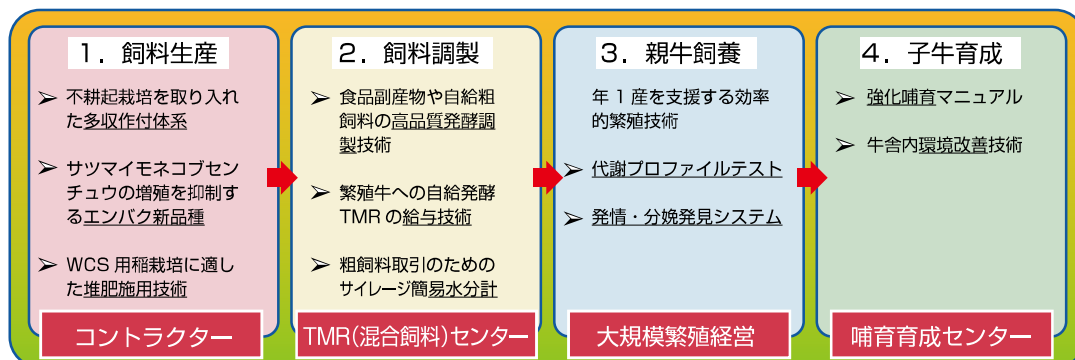 1．飼料生産
➢ 不耕起栽培を取り入れ
た多収作付体系
➢ サツマイモネコブセン
チュウの増殖を抑制す
るエンバク新品種
➢ WCS 用稲栽培に適し
た堆肥施用技術
コントラクター
2．飼料調製
➢ 食品副産物や自給粗
飼料の高品質発酵調
製技術
➢ 繁殖牛への自給発酵
TMR の給与技術
➢ 粗飼料取引のための
サイレージ簡易水分計
TMR(混合飼料)センター
3．親牛飼養
年１産を支援する効率
的繁殖技術
➢ 代謝プロファイルテスト
➢ 発情・分娩発見システム
大規模繁殖経営
4．子牛育成
➢ 強化哺育マニュアル
➢ 牛舎内環境改善技術
哺育育成センター